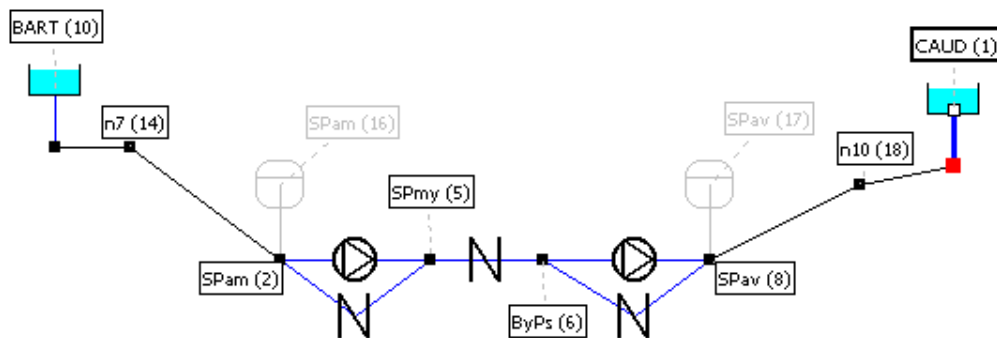 BART (10)
CAUD (1)
n7 (14)
SPam (16)
SPav (17)
n10 (18)
SPmy (5)
SPam (2)
SPav (8)
ByPs (6)